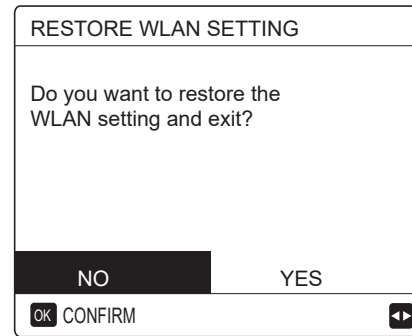 RESTORE WLAN SETTING
Do you want to restore the
WLAN setting and exit?
NO YES
OK CONFIRM